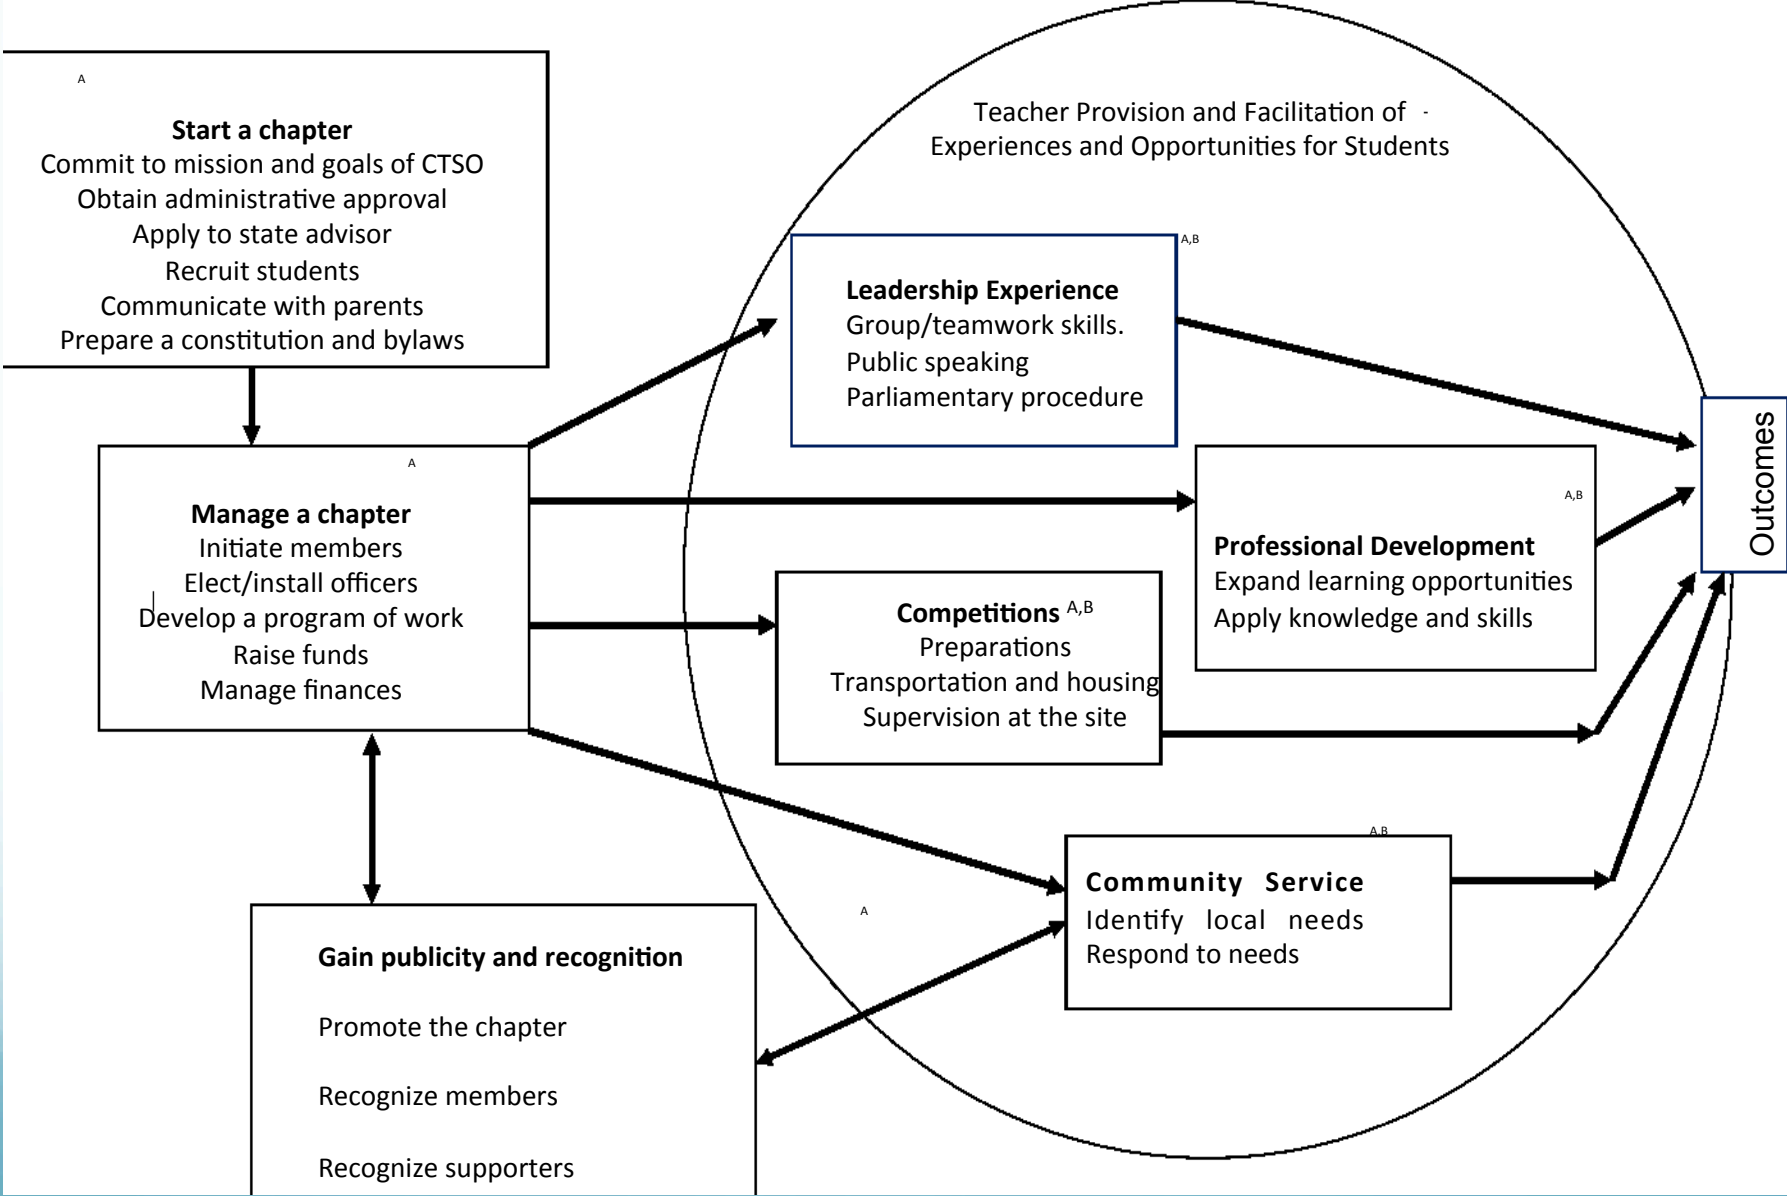 A
Start a chapter
Commit to mission and goals of CTSO
Obtain administrative approval
Apply to state advisor
Recruit students
Communicate with parents
Prepare a constitution and bylaws
A
Manage a chapter
Initiate members
Elect/install officers
Develop a program of work
Raise funds
Manage finances
Gain publicity and recognition
Promote the chapter
Recognize members
Recognize supporters
Teacher Provision and Facilitation of -
Experiences and Opportunities for Students
A,B
Leadership Experience
Group/teamwork skills.
Public speaking
Parliamentary procedure
A,B
Professional Development
Expand learning opportunities
Apply knowledge and skills
Competitions A,B
Preparations
Transportation and housing
Supervision at the site
A,B
Community Service
Identify local needs
Respond to needs
A
Outcomes